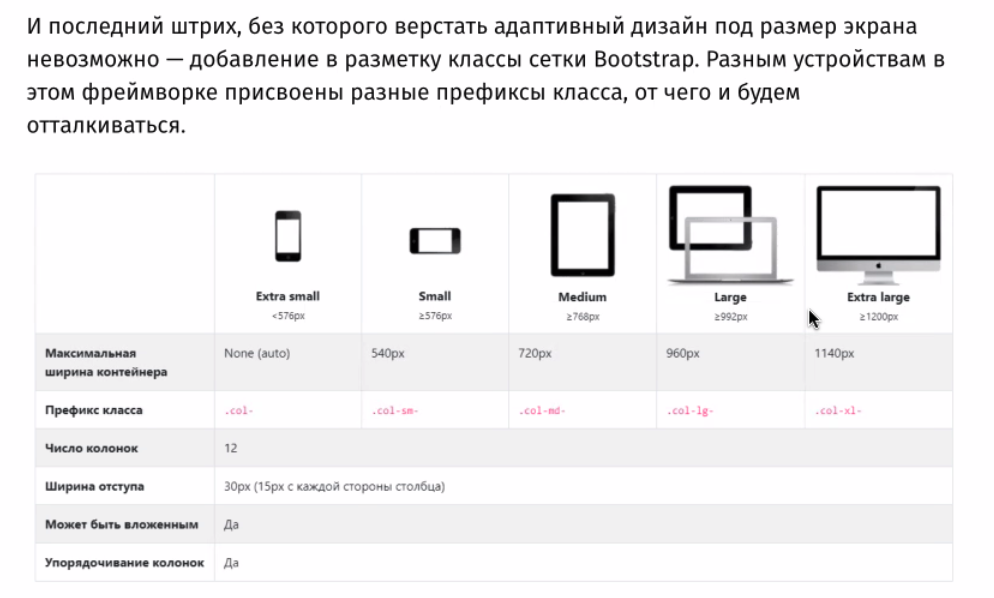 И последний штрих, без которого верстать адаптивный дизайн под размер экрана
невозможно — добавление в разметку классы сетки Bootstrap. Разным устройствам в
этом фреймворке присвоены разные префиксы класса, от чего и будем
отталкиваться.
Extra small Small Medium Large Extra large
<576px ≥576px ≥768px ≥992px ≥1200px
Максимальная
ширина контейнера None (auto) 540px 720px 960px 1140px
Префикс класса .col- .col-sm- .col-md- .col-lg- .col-xl-
Число колонок 12
Ширина отступа 30px (15px с каждой стороны столбца)
Может быть вложенным Да
Упорядочивание колонок Да